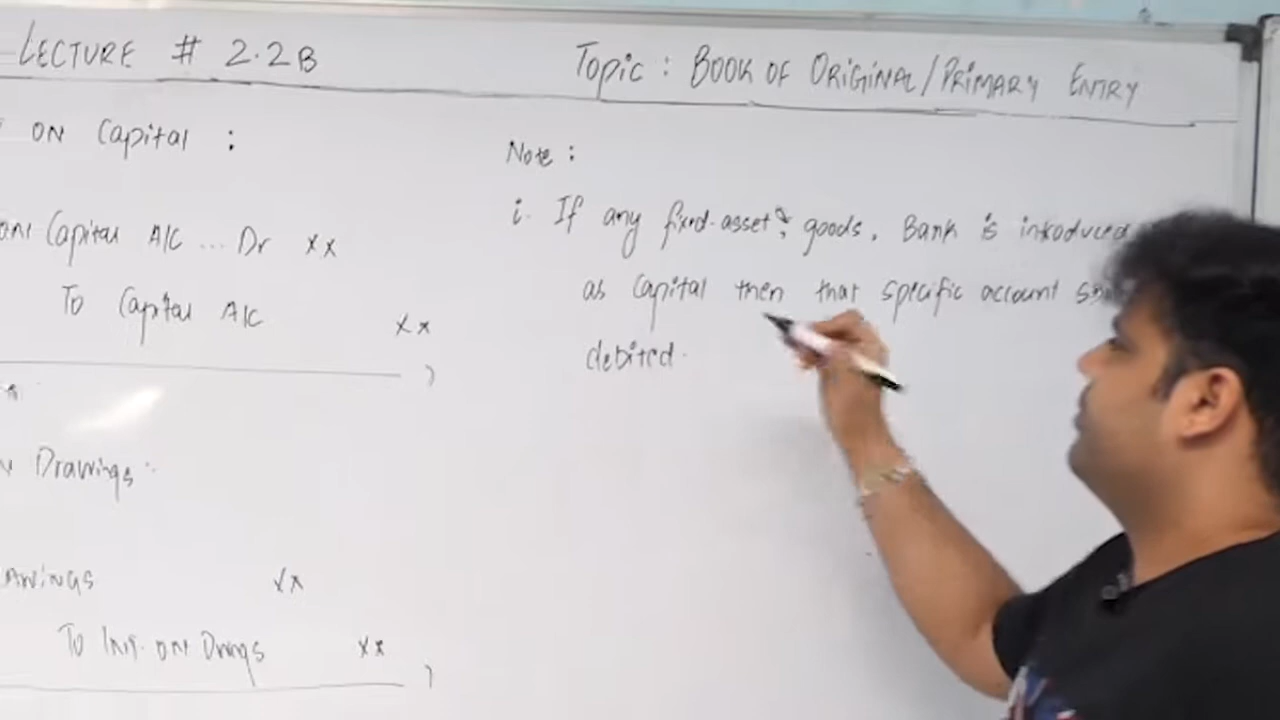 LECTURE # 2.2B
Topic: BOOK OF ORIGINAL/PRIMARY ENTRY
ON Capital :
Capital A/C ... Dr xx
To Capital A/C xx
Drawings:
xx
To Int. on Drwgs xx
Note :
i. If any fixed-asset, goods, Bank is introduced
as Capital then that specific account
debited.